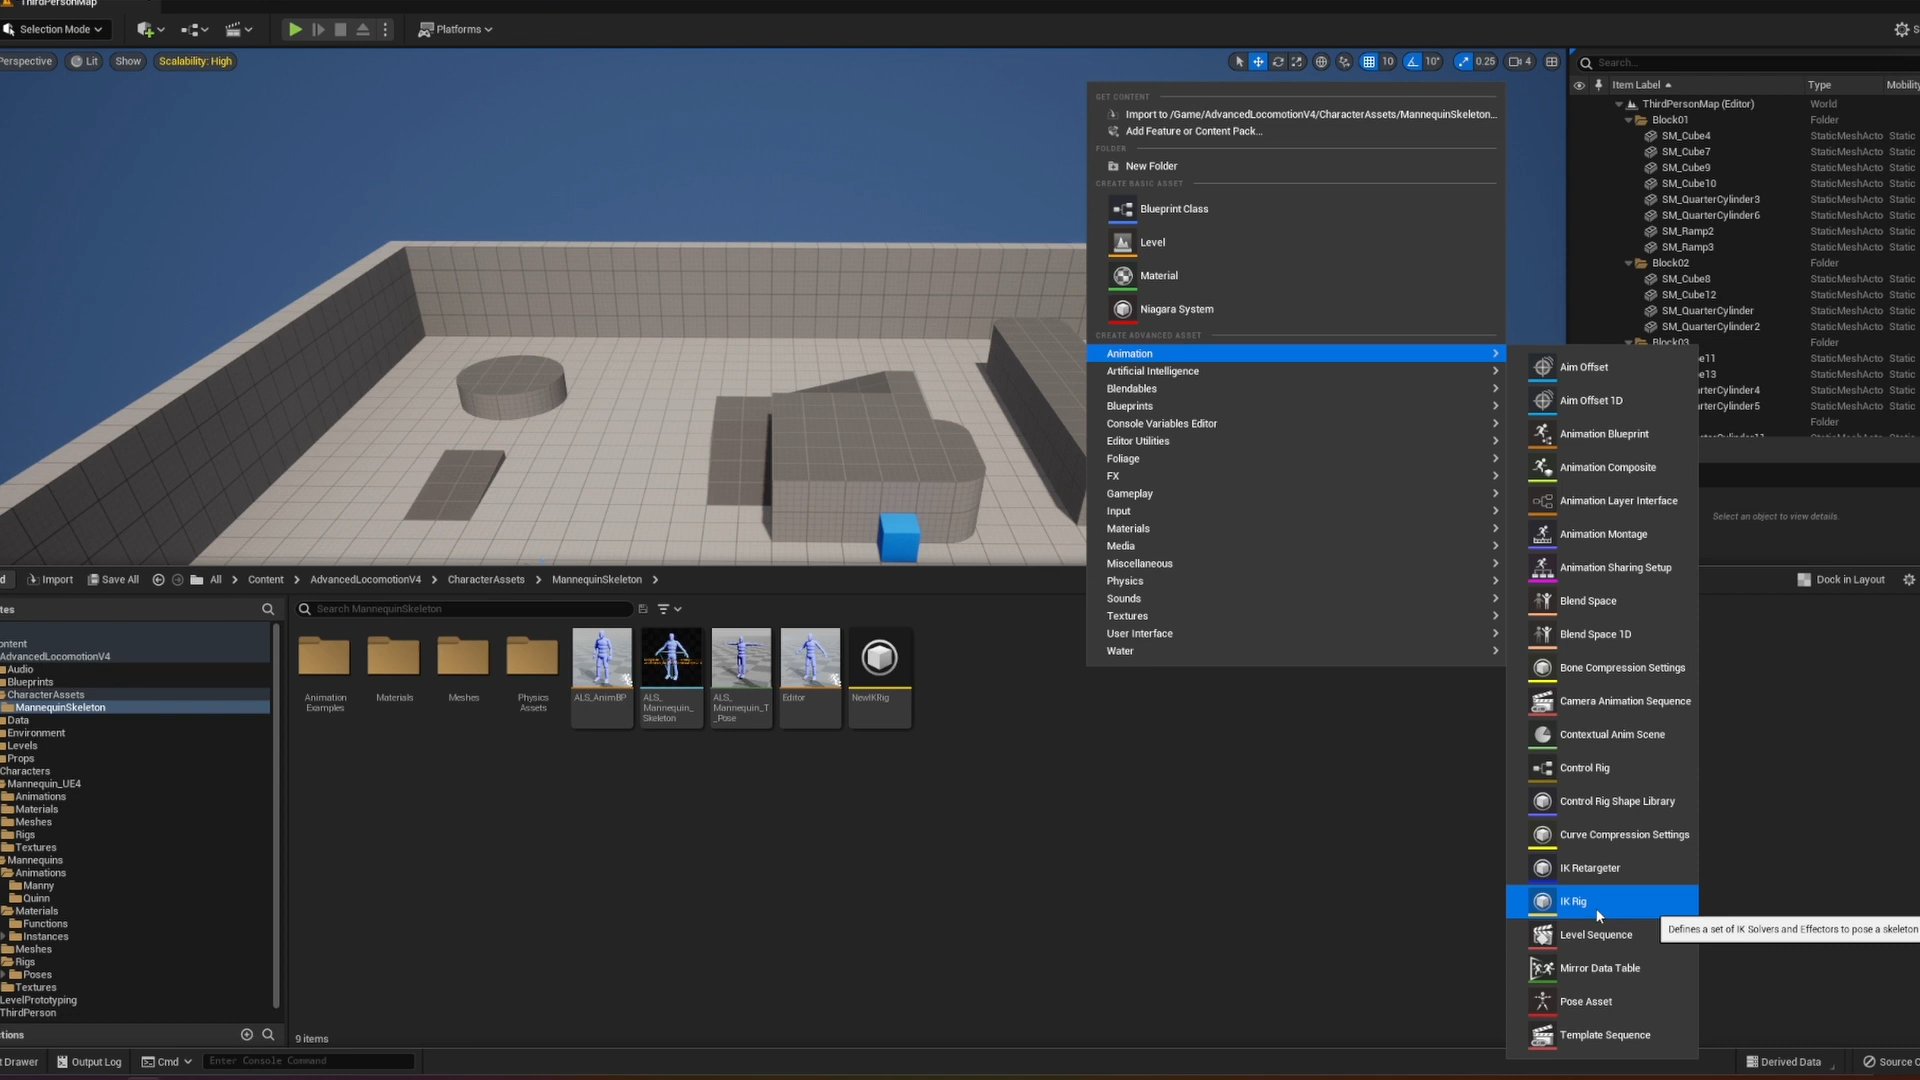 ThirdPersonMap
Selection Mode
Platforms
Perspective
Lit
Show
Scalability: High
10
10°
0.25
4
Search...
Item Label
Type
Mobility
ThirdPersonMap (Editor)
World
Block01
Folder
SM_Cube4
StaticMeshActo
Static
SM_Cube7
StaticMeshActo
Static
SM_Cube9
StaticMeshActo
Static
SM_Cube10
StaticMeshActo
Static
SM_QuarterCylinder3
StaticMeshActo
Static
SM_QuarterCylinder6
StaticMeshActo
Static
SM_Ramp2
StaticMeshActo
Static
SM_Ramp3
StaticMeshActo
Static
Block02
Folder
SM_Cube8
StaticMeshActo
Static
SM_Cube12
StaticMeshActo
Static
SM_QuarterCylinder
StaticMeshActo
Static
SM_QuarterCylinder2
StaticMeshActo
Static
Block03
Folder
e11
StaticMeshActo
Static
e13
StaticMeshActo
Static
arterCylinder4
StaticMeshActo
Static
arterCylinder5
StaticMeshActo
Static
Folder
Select an object to view details.
GET CONTENT
Import to /Game/AdvancedLocomotionV4/CharacterAssets/MannequinSkeleton...
Add Feature or Content Pack...
FOLDER
New Folder
CREATE BASIC ASSET
Blueprint Class
Level
Material
Niagara System
CREATE ADVANCED ASSET
Animation
Artificial Intelligence
Blendables
Blueprints
Console Variables Editor
Editor Utilities
Foliage
FX
Gameplay
Input
Materials
Media
Miscellaneous
Physics
Sounds
Textures
User Interface
Water
Aim Offset
Aim Offset 1D
Animation Blueprint
Animation Composite
Animation Layer Interface
Animation Montage
Animation Sharing Setup
Blend Space
Blend Space 1D
Bone Compression Settings
Camera Animation Sequence
Contextual Anim Scene
Control Rig
Control Rig Shape Library
Curve Compression Settings
IK Retargeter
IK Rig
Level Sequence
Mirror Data Table
Pose Asset
Template Sequence
Defines a set of IK Solvers and Effectors to pose a skeleton
d
Import
Save All
All
Content
AdvancedLocomotionV4
CharacterAssets
MannequinSkeleton
Dock in Layout
tes
Search MannequinSkeleton
ontent
AdvancedLocomotionV4
Audio
Blueprints
CharacterAssets
MannequinSkeleton
Data
Environment
Levels
Props
Characters
Mannequin_UE4
Animations
Materials
Meshes
Rigs
Textures
Mannequins
Animations
Manny
Quinn
Materials
Functions
Instances
Meshes
Rigs
Poses
Textures
LevelPrototyping
ThirdPerson
ctions
Animation
Examples
Materials
Meshes
Physics
Assets
ALS_AnimBP
ALS_
Mannequin_
Skeleton
ALS_
Mannequin_T
_Pose
Editor
NewIKRig
9 items
t Drawer
Output Log
Cmd
Enter Console Command
Derived Data
Source C